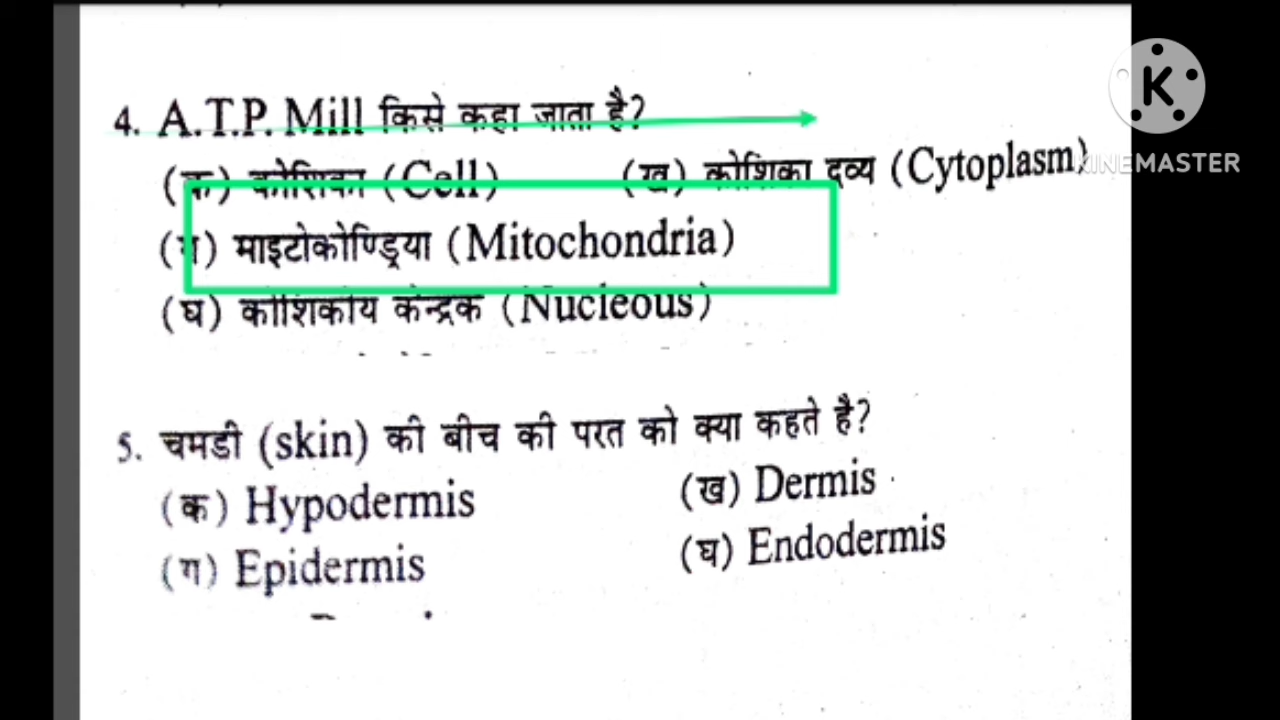 4. A.T.P. Mill किसे कहा जाता है?
(क) कोशिका (Cell) (ख) कोशिका द्रव्य (Cytoplasm)
(ग) माइटोकोण्ड्रिया (Mitochondria)
(घ) कोशिकीय केन्द्रक (Nucleous)
5. चमडी (skin) की बीच की परत को क्या कहते है?
(क) Hypodermis (ख) Dermis
(ग) Epidermis (घ) Endodermis
K
KINEMASTER